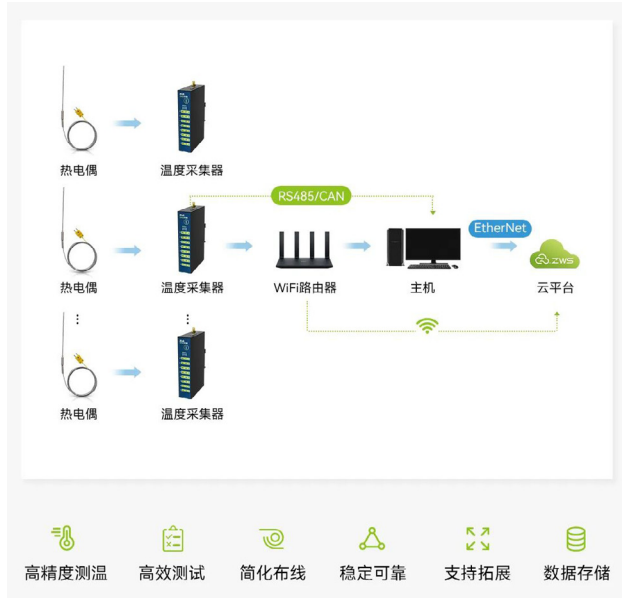 热电偶
温度采集器
RS485/CAN
EtherNet
ZWS
热电偶
温度采集器
WiFi路由器
主机
云平台
热电偶
温度采集器
高精度测温
高效测试
简化布线
稳定可靠
支持拓展
数据存储